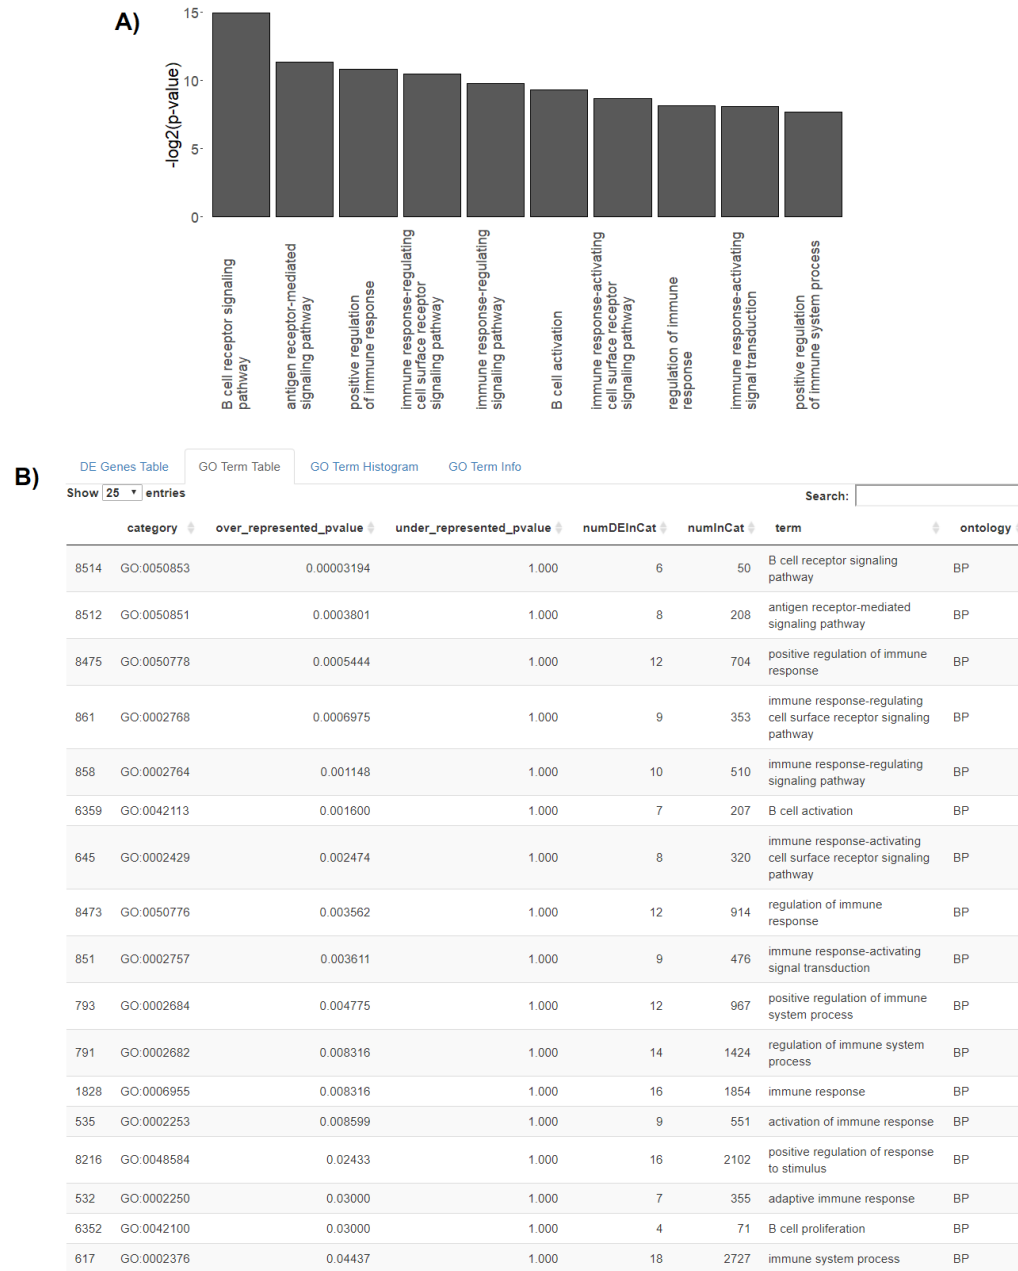 A)
-log2(p-value)
15-
10-
5-
0-
B cell receptor signaling
pathway
antigen receptor-mediated
signaling pathway
positive regulation
of immune response
immune response-regulating
cell surface receptor
signaling pathway
immune response-regulating
signaling pathway
B cell activation
immune response-activating
cell surface receptor
signaling pathway
regulation of immune
response
immune response-activating
signal transduction
positive regulation
of immune system process
B)
DE Genes Table GO Term Table GO Term Histogram GO Term Info
Show 25 entries Search:
category over_represented_pvalue under_represented_pvalue numDEInCat numInCat term ontology
8514 GO:0050853 0.00003194 1.000 6 50 B cell receptor signaling
pathway BP
8512 GO:0050851 0.0003801 1.000 8 208 antigen receptor-mediated
signaling pathway BP
8475 GO:0050778 0.0005444 1.000 12 704 positive regulation of immune
response BP
861 GO:0002768 0.0006975 1.000 9 353 immune response-regulating
cell surface receptor signaling
pathway BP
858 GO:0002764 0.001148 1.000 10 510 immune response-regulating
signaling pathway BP
6359 GO:0042113 0.001600 1.000 7 207 B cell activation BP
645 GO:0002429 0.002474 1.000 8 320 immune response-activating
cell surface receptor signaling
pathway BP
8473 GO:0050776 0.003562 1.000 12 914 regulation of immune
response BP
851 GO:0002757 0.003611 1.000 9 476 immune response-activating
signal transduction BP
793 GO:0002684 0.004775 1.000 12 967 positive regulation of immune
system process BP
791 GO:0002682 0.008316 1.000 14 1424 regulation of immune system
process BP
1828 GO:0006955 0.008316 1.000 16 1854 immune response BP
535 GO:0002253 0.008599 1.000 9 551 activation of immune response BP
8216 GO:0048584 0.02433 1.000 16 2102 positive regulation of response
to stimulus BP
532 GO:0002250 0.03000 1.000 7 355 adaptive immune response BP
6352 GO:0042100 0.03000 1.000 4 71 B cell proliferation BP
617 GO:0002376 0.04437 1.000 18 2727 immune system process BP